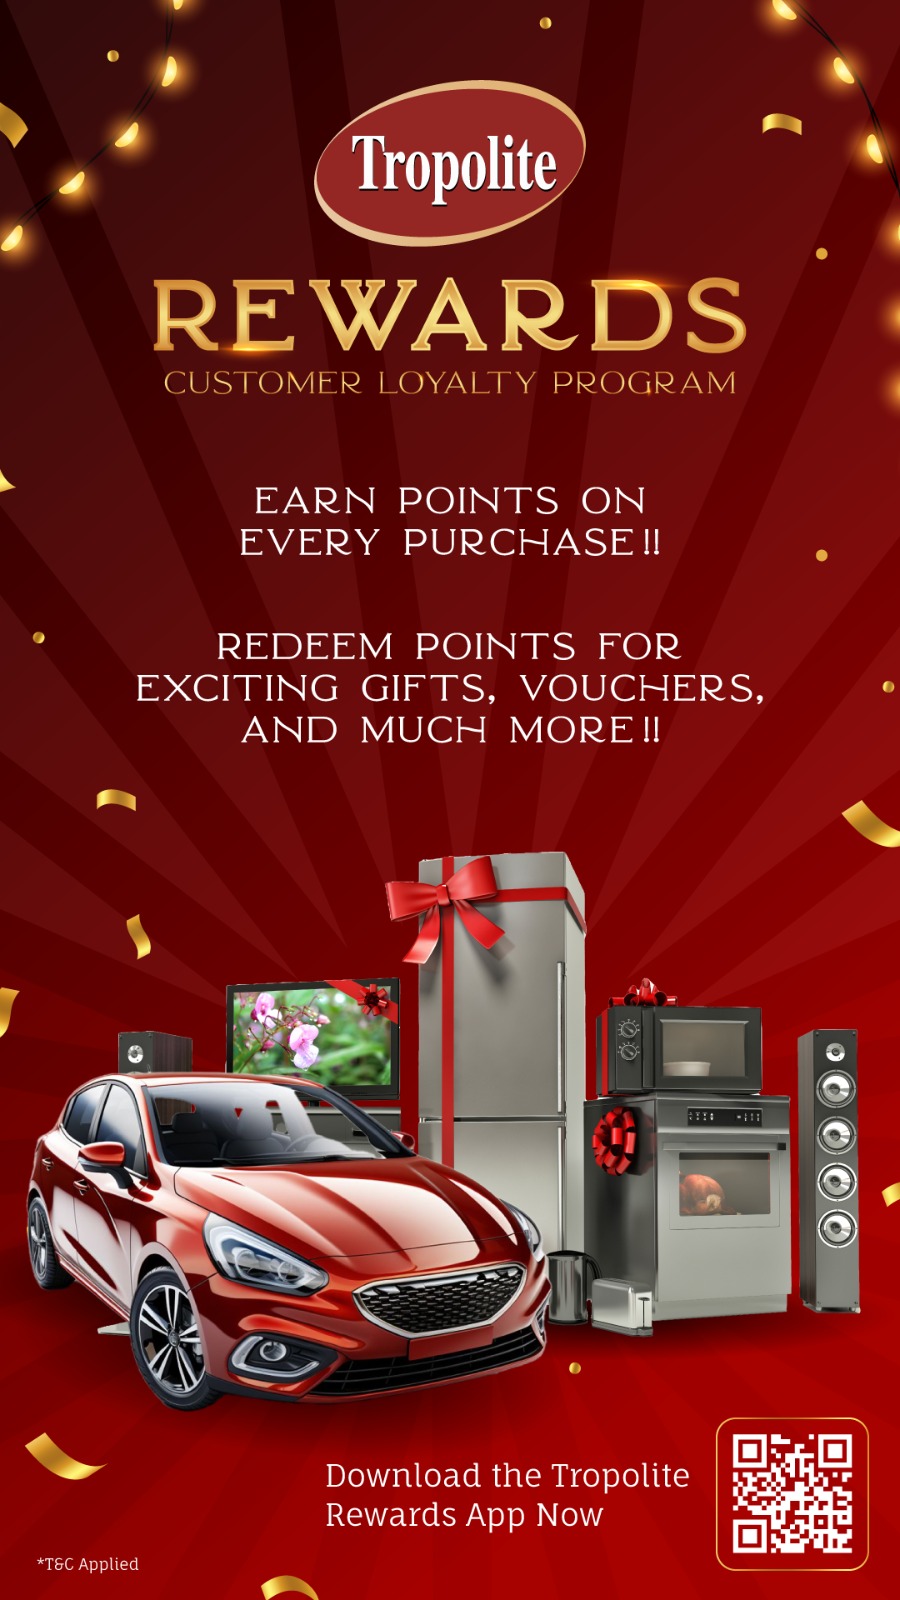 Tropolite
REWARDS
CUSTOMER LOYALTY PROGRAM
EARN POINTS ON
EVERY PURCHASE!!
REDEEM POINTS FOR
EXCITING GIFTS, VOUCHERS,
AND MUCH MORE!!
Download the Tropolite
Rewards App Now
*T&C Applied